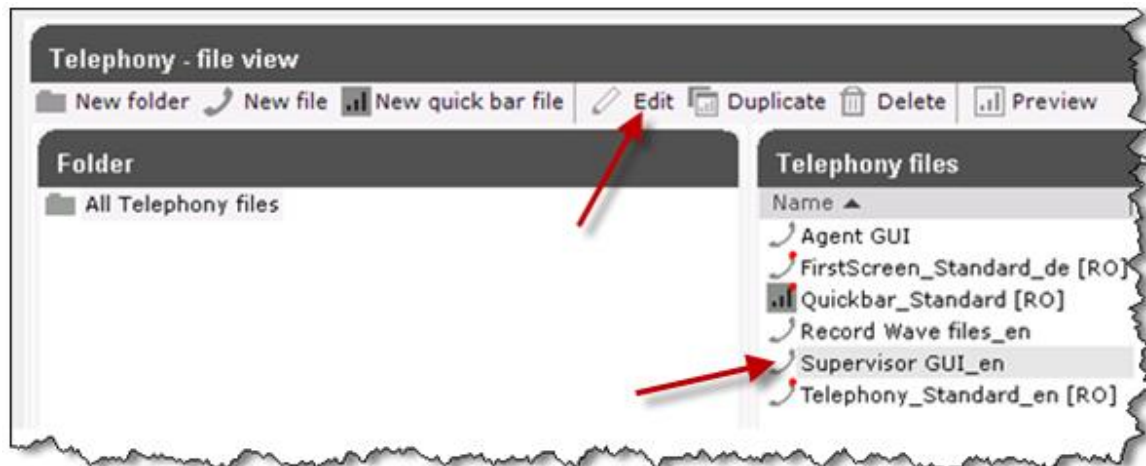 Telephony - file view
New folder New file New quick bar file Edit Duplicate Delete Preview
Folder
All Telephony files
Telephony files
Name
Agent GUI
FirstScreen_Standard_de [RO]
Quickbar_Standard [RO]
Record Wave files_en
Supervisor GUI_en
Telephony_Standard_en [RO]